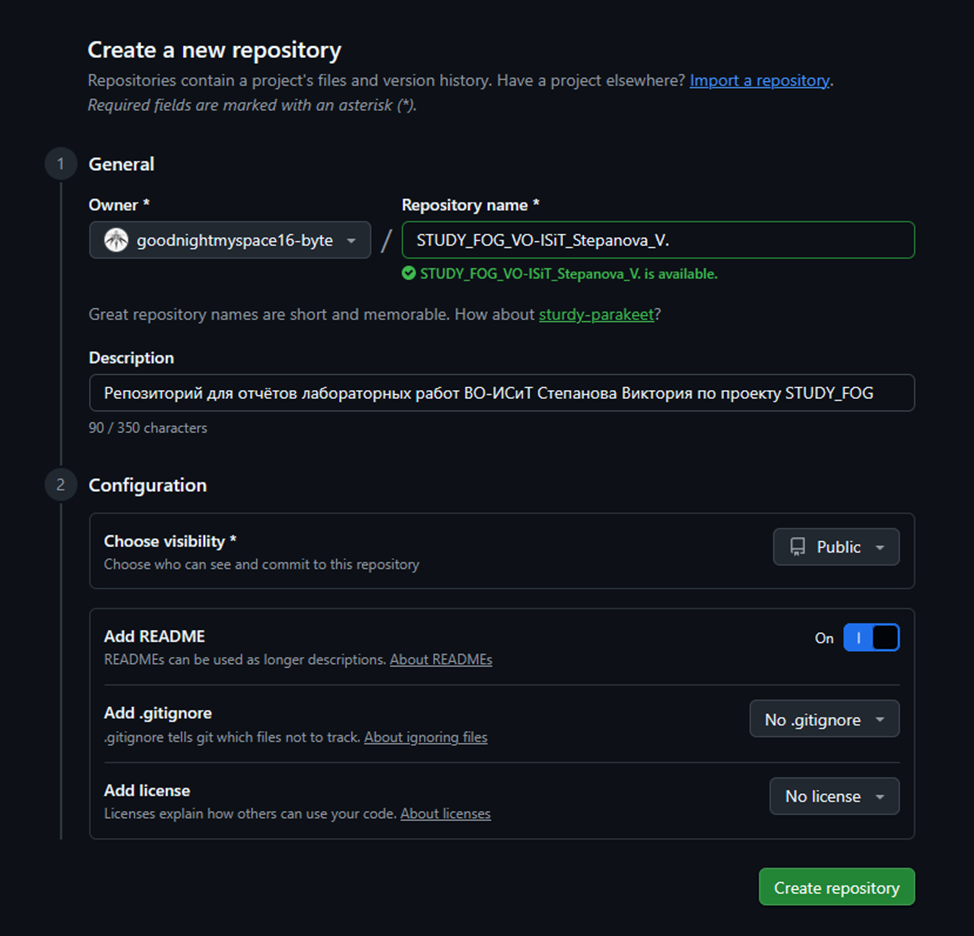 Create a new repository
Repositories contain a project's files and version history. Have a project elsewhere? Import a repository.
Required fields are marked with an asterisk (*).
1 General
Owner * Repository name *
goodnightmyspace16-byte / STUDY_FOG_VO-ISiT_Stepanova_V.
STUDY_FOG_VO-ISiT_Stepanova_V. is available.
Great repository names are short and memorable. How about sturdy-parakeet?
Description
Репозиторий для отчётов лабораторных работ ВО-ИСиТ Степанова Виктория по проекту STUDY_FOG
90 / 350 characters
2 Configuration
Choose visibility * Public
Choose who can see and commit to this repository
Add README On
READMEs can be used as longer descriptions. About READMEs
Add .gitignore No .gitignore
.gitignore tells git which files not to track. About ignoring files
Add license No license
Licenses explain how others can use your code. About licenses
Create repository